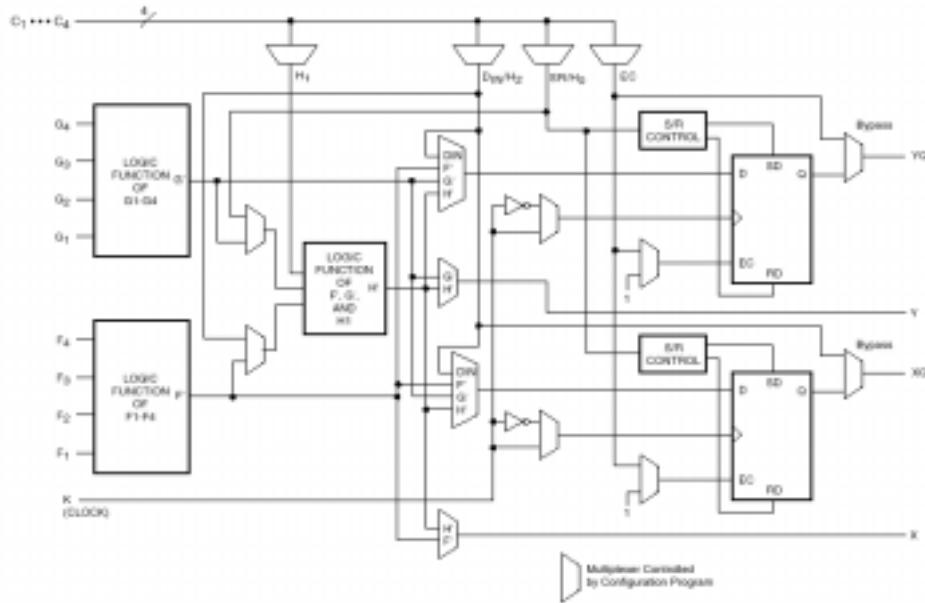 C1 ••• C4
4
H1
DIN/H2
SR/H0
EC
G4
G3
G2
G1
LOGIC
FUNCTION
OF
G1-G4
G'
DIN
F'
G'
H'
S/R
CONTROL
Bypass
YQ
SD
D
Q
EC
RD
1
LOGIC
FUNCTION
OF
F', G',
AND
H1
H'
G'
H'
Y
F4
F3
F2
F1
LOGIC
FUNCTION
OF
F1-F4
F'
DIN
F'
G'
H'
S/R
CONTROL
Bypass
XQ
SD
D
Q
EC
RD
1
K
(CLOCK)
H'
F'
X
Multiplexer Controlled
by Configuration Program